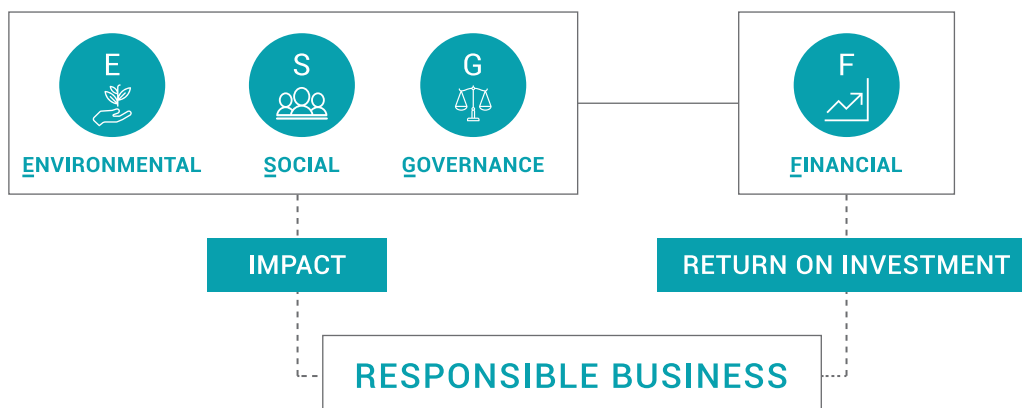 E S G F
ENVIRONMENTAL SOCIAL GOVERNANCE FINANCIAL
IMPACT RETURN ON INVESTMENT
RESPONSIBLE BUSINESS